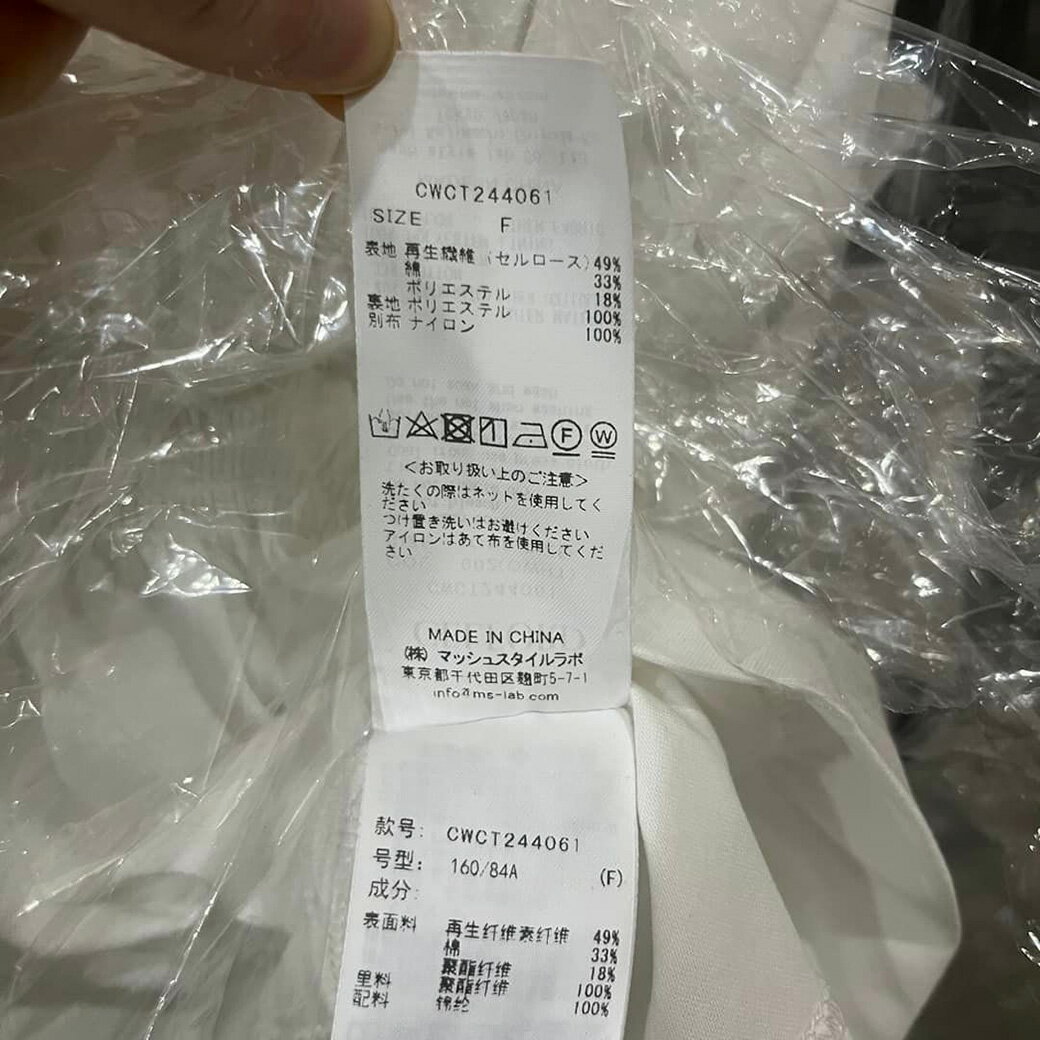 CWCT244061
SIZE F
表地 再生繊維(セルロース) 49%
綿 33%
ポリエステル 18%
裏地 ポリエステル 100%
別布 ナイロン 100%
F W
<お取り扱い上のご注意>
洗たくの際はネットを使用してく
ださい
つけ置き洗いはお避けください
アイロンはあて布を使用してくだ
さい
MADE IN CHINA
(株) マッシュスタイルラボ
東京都千代田区麹町5-7-1
info@ms-lab.com
款号: CWCT244061
号型: 160/84A (F)
成分:
表面料 再生纤维素纤维 49%
棉 33%
聚酯纤维 18%
里料 聚酯纤维 100%
配料 锦纶 100%